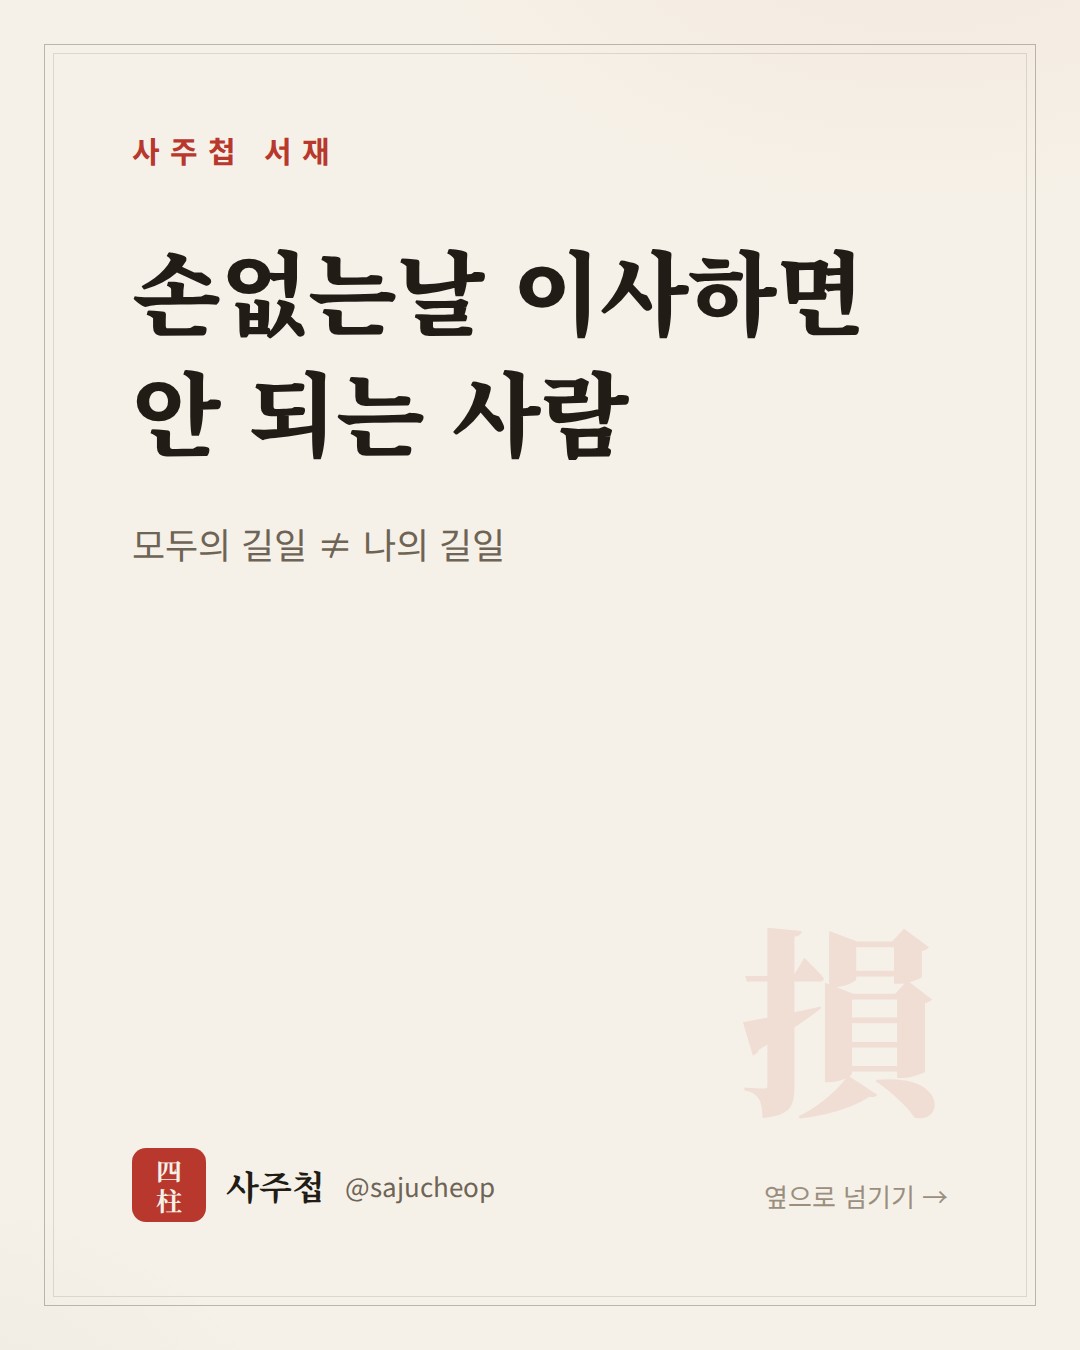 사주첩 서재
손없는날 이사하면
안 되는 사람
모두의 길일 ≠ 나의 길일
損
四
柱
사주첩 @sajucheop
옆으로 넘기기 →